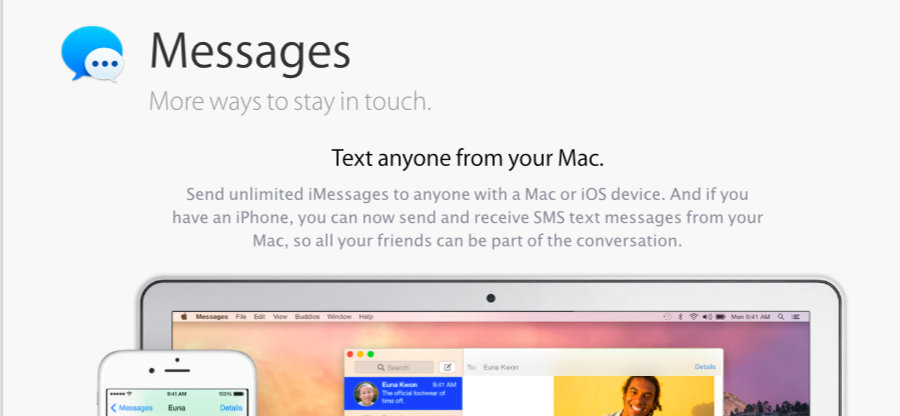 Messages
More ways to stay in touch.
Text anyone from your Mac.
Send unlimited iMessages to anyone with a Mac or iOS device. And if you
have an iPhone, you can now send and receive SMS text messages from your
Mac, so all your friends can be part of the conversation.
Messages File Edit View Buddies Window Help Mon 9:41 AM
Search To: Euna Kwon Details
Euna Kwon 9:41 AM
The official footwear of
time off.
9:41 AM 100%
Messages Euna Details